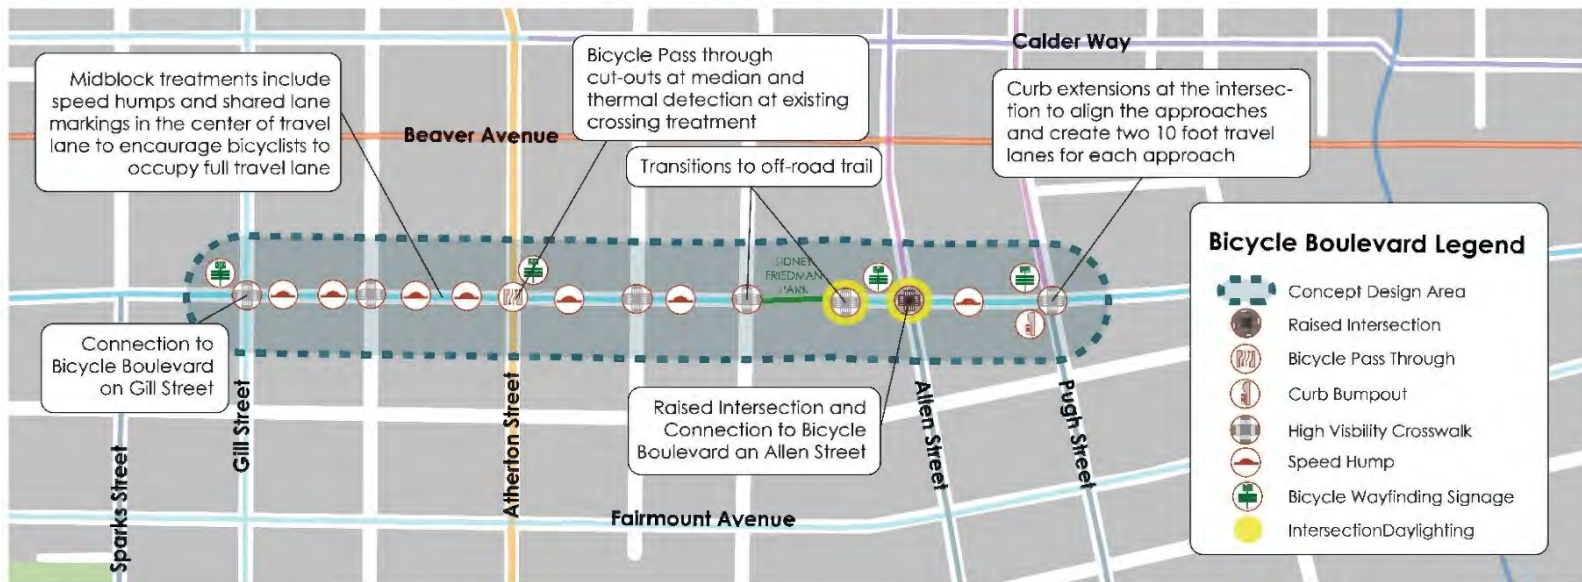 Calder Way
Midblock treatments include
speed humps and shared lane
markings in the center of travel
lane to encaurage bicyclists to
occupy full travel lane
Beaver Avenue
Bicycle Pass through
cut-outs at median and
thermal detection at existing
crossing treatment
Transitions to off-road trail
Curb extensions at the intersec-
tion to align the approaches
and create two 10 foot travel
lanes for each approach
SIDNEY
FRIEDMAN
PARK
Connection to
Bicycle Boulevard
on Gill Street
Raised Intersection and
Connection to Bicycle
Boulevard an Allen Street
Sparks Street
Gill Street
Atherton Street
Allen Street
Pugh Street
Fairmount Avenue
Bicycle Boulevard Legend
Concept Design Area
Raised Intersection
Bicycle Pass Through
Curb Bumpout
High Visbility Crosswalk
Speed Hump
Bicycle Wayfinding Signage
IntersectionDaylighting